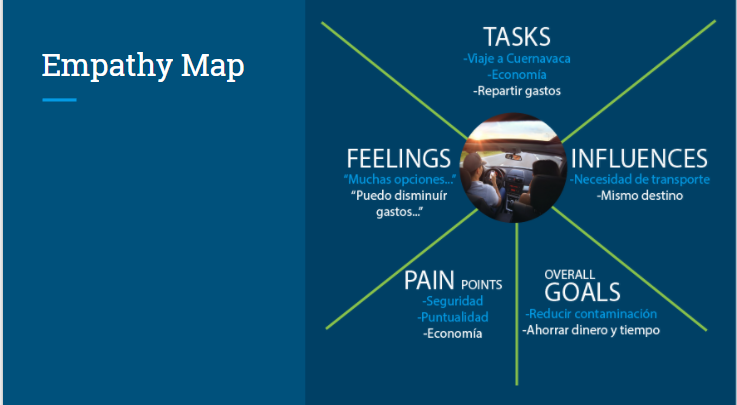 Empathy Map
TASKS
-Viaje a Cuernavaca
-Economía
-Repartir gastos
FEELINGS
"Muchas opciones..."
"Puedo disminuír
gastos..."
INFLUENCES
-Necesidad de transporte
-Mismo destino
PAIN POINTS
-Seguridad
-Puntualidad
-Economía
OVERALL
GOALS
-Reducir contaminación
-Ahorrar dinero y tiempo